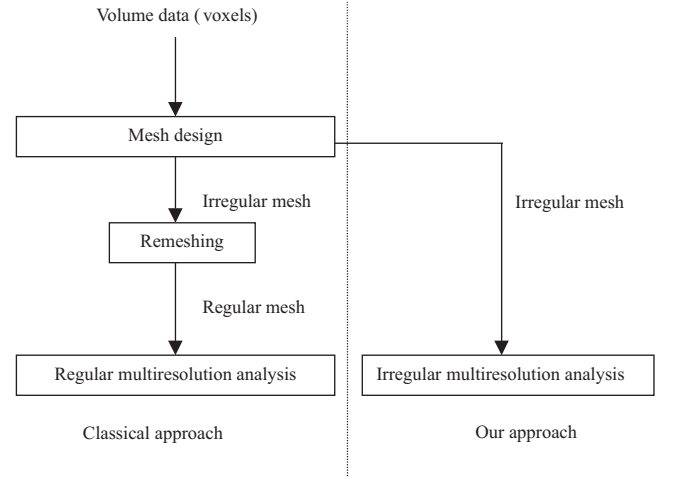 Volume data ( voxels)
Mesh design
Irregular mesh
Irregular mesh
Remeshing
Regular mesh
Regular multiresolution analysis
Irregular multiresolution analysis
Classical approach
Our approach